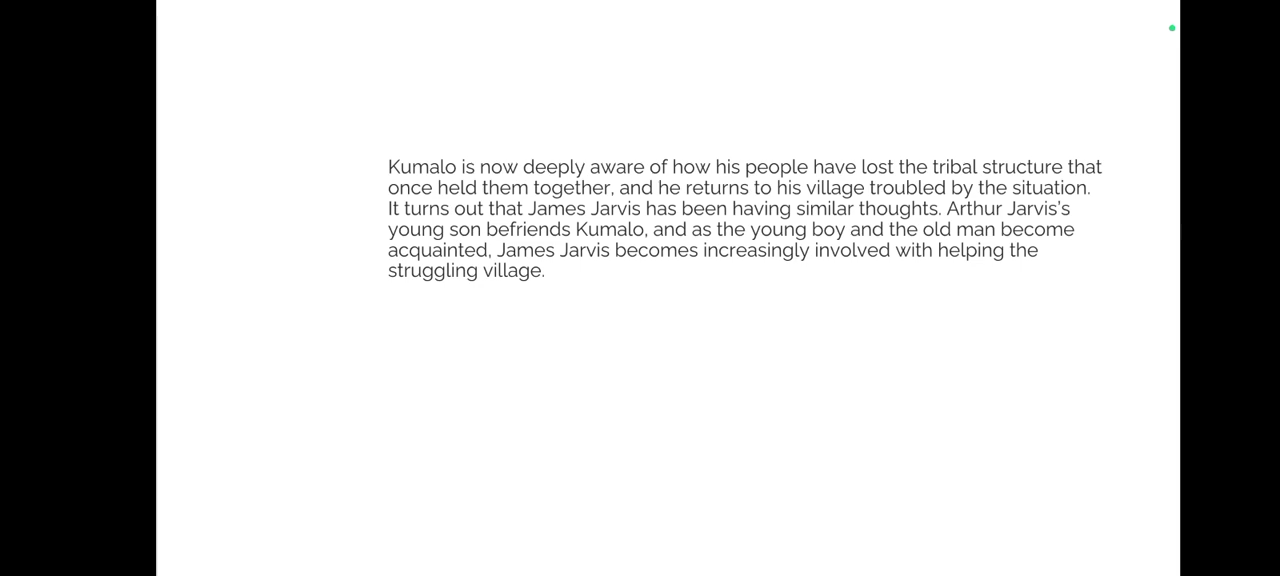 Kumalo is now deeply aware of how his people have lost the tribal structure that
once held them together, and he returns to his village troubled by the situation.
It turns out that James Jarvis has been having similar thoughts. Arthur Jarvis's
young son befriends Kumalo, and as the young boy and the old man become
acquainted, James Jarvis becomes increasingly involved with helping the
struggling village.